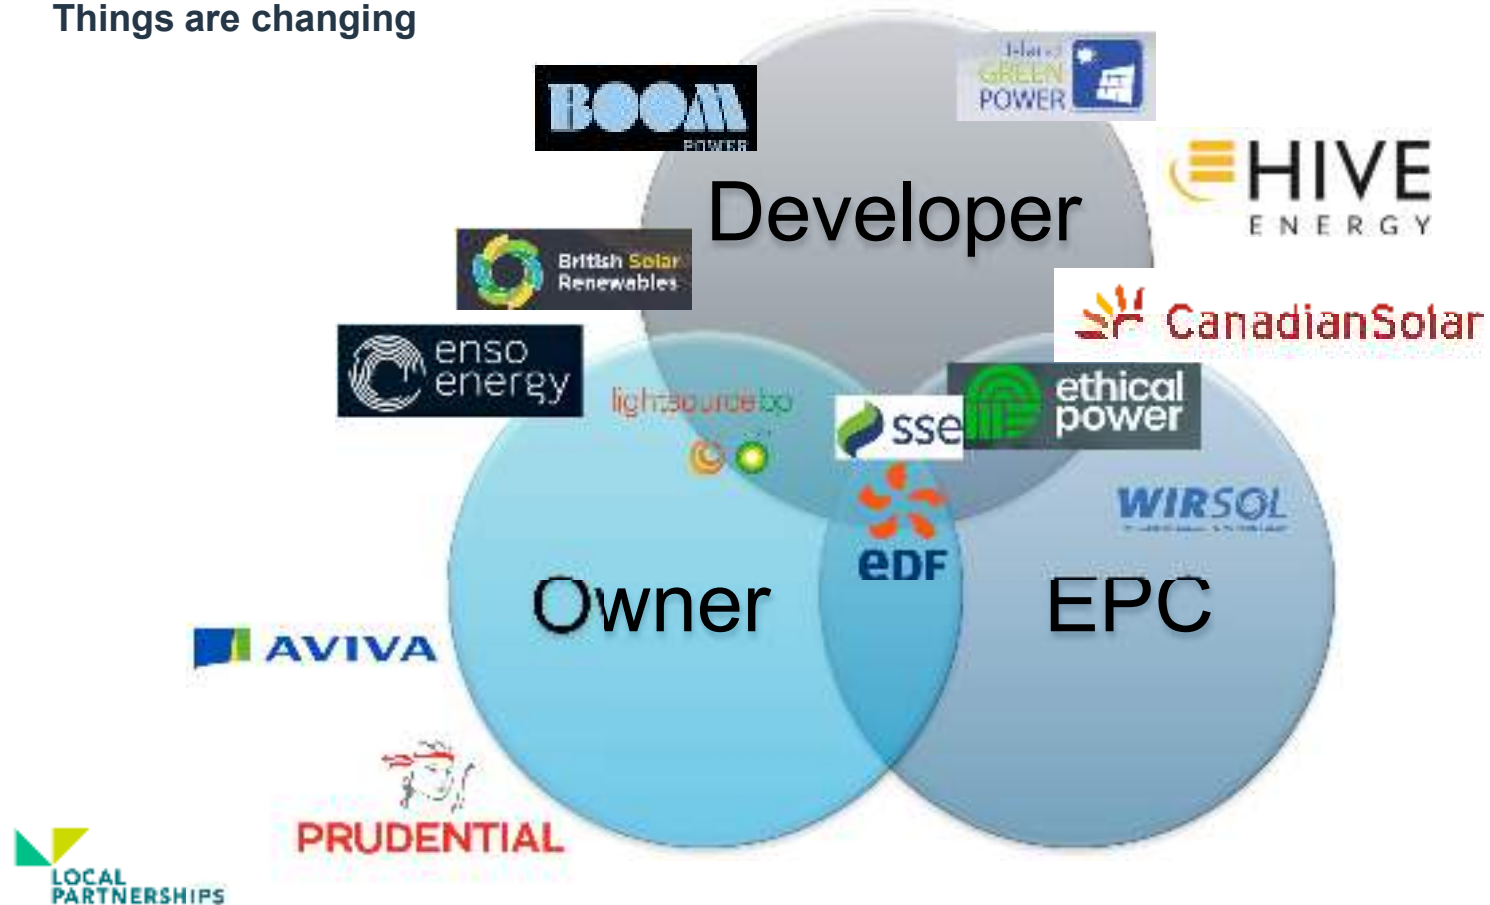 Things are changing
BOOM
POWER
Island
GREEN
POWER
HIVE
ENERGY
Developer
British Solar
Renewables
CanadianSolar
enso
energy
lightsourcebp
sse
ethical
power
WIRSOL
eDF
Owner
EPC
AVIVA
PRUDENTIAL
LOCAL
PARTNERSHIPS